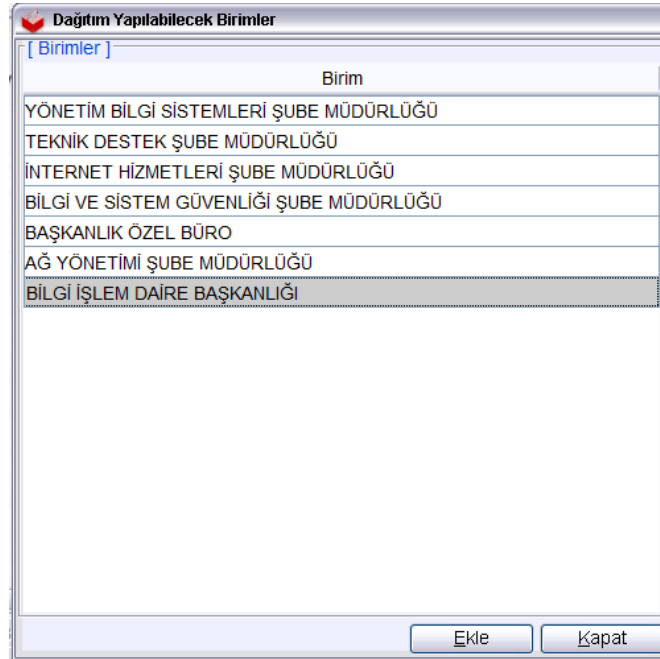 Dağıtım Yapılabilecek Birimler
[ Birimler ]
Birim
YÖNETİM BİLGİ SİSTEMLERİ ŞUBE MÜDÜRLÜĞÜ
TEKNİK DESTEK ŞUBE MÜDÜRLÜĞÜ
İNTERNET HİZMETLERİ ŞUBE MÜDÜRLÜĞÜ
BİLGİ VE SİSTEM GÜVENLİĞİ ŞUBE MÜDÜRLÜĞÜ
BAŞKANLIK ÖZEL BÜRO
AĞ YÖNETİMİ ŞUBE MÜDÜRLÜĞÜ
BİLGİ İŞLEM DAİRE BAŞKANLIĞI
Ekle Kapat